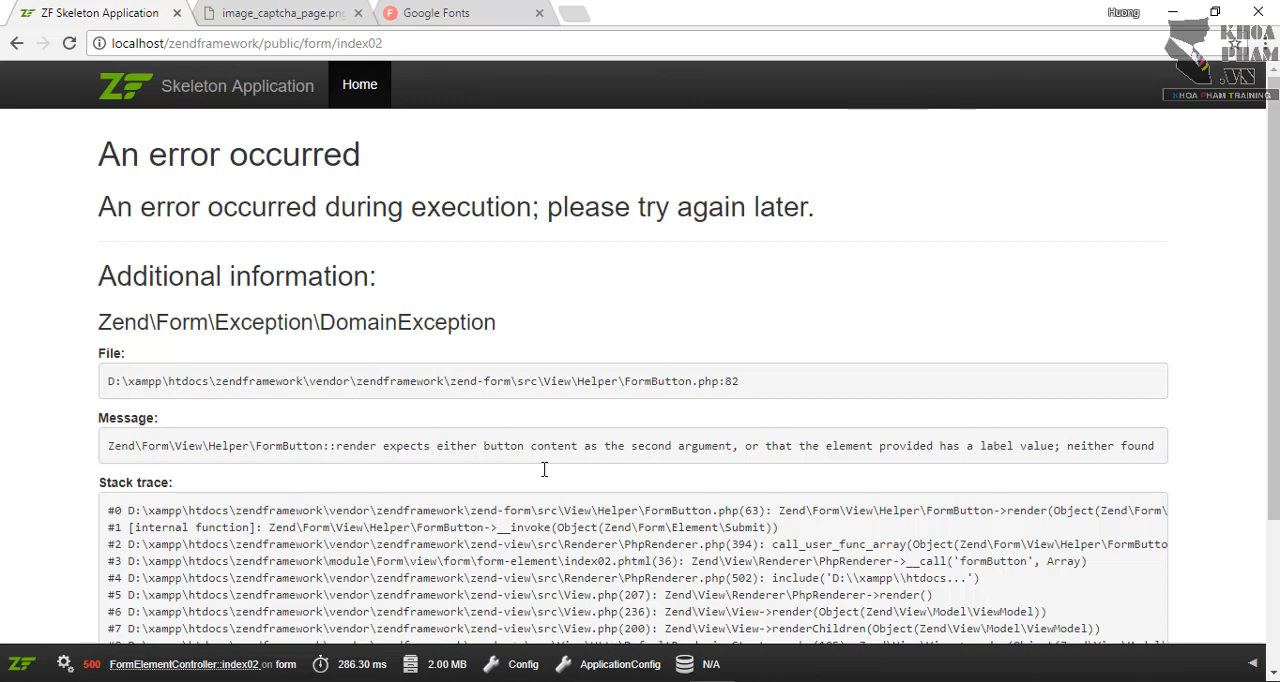 ZF Skeleton Application
image_captcha_page.png
Google Fonts
Huong
localhost/zendframework/public/form/index02
KHOA
PHAM
.VN
KHOA PHAM TRAINING
Skeleton Application
Home
An error occurred
An error occurred during execution; please try again later.
Additional information:
Zend\Form\Exception\DomainException
File:
D:\xampp\htdocs\zendframework\vendor\zendframework\zend-form\src\View\Helper\FormButton.php:82
Message:
Zend\Form\View\Helper\FormButton::render expects either button content as the second argument, or that the element provided has a label value; neither found
Stack trace:
#0 D:\xampp\htdocs\zendframework\vendor\zendframework\zend-form\src\View\Helper\FormButton.php(63): Zend\Form\View\Helper\FormButton->render(Object(Zend\Form\
#1 [internal function]: Zend\Form\View\Helper\FormButton->__invoke(Object(Zend\Form\Element\Submit))
#2 D:\xampp\htdocs\zendframework\vendor\zendframework\zend-view\src\Renderer\PhpRenderer.php(394): call_user_func_array(Object(Zend\Form\View\Helper\FormButto
#3 D:\xampp\htdocs\zendframework\module\Form\view\form\form-element\index02.phtml(36): Zend\View\Renderer\PhpRenderer->__call('formButton', Array)
#4 D:\xampp\htdocs\zendframework\vendor\zendframework\zend-view\src\Renderer\PhpRenderer.php(502): include('D:\\xampp\\htdocs...')
#5 D:\xampp\htdocs\zendframework\vendor\zendframework\zend-view\src\View.php(207): Zend\View\Renderer\PhpRenderer->render()
#6 D:\xampp\htdocs\zendframework\vendor\zendframework\zend-view\src\View.php(236): Zend\View\View->render(Object(Zend\View\Model\ViewModel))
#7 D:\xampp\htdocs\zendframework\vendor\zendframework\zend-view\src\View.php(200): Zend\View\View->renderChildren(Object(Zend\View\Model\ViewModel))
500 FormElementController::index02 on form 286.30 ms 2.00 MB Config ApplicationConfig N/A